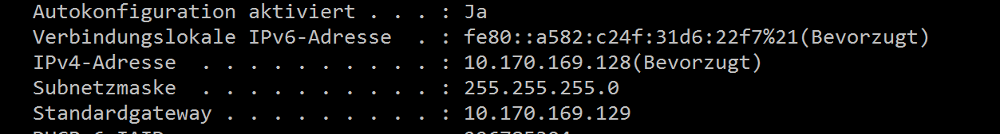 Autokonfiguration aktiviert . . . : Ja
Verbindungslokale IPv6-Adresse  . : fe80::a582:c24f:31d6:22f7%21(Bevorzugt)
IPv4-Adresse  . . . . . . . . . . : 10.170.169.128(Bevorzugt)
Subnetzmaske  . . . . . . . . . . : 255.255.255.0
Standardgateway . . . . . . . . . : 10.170.169.129